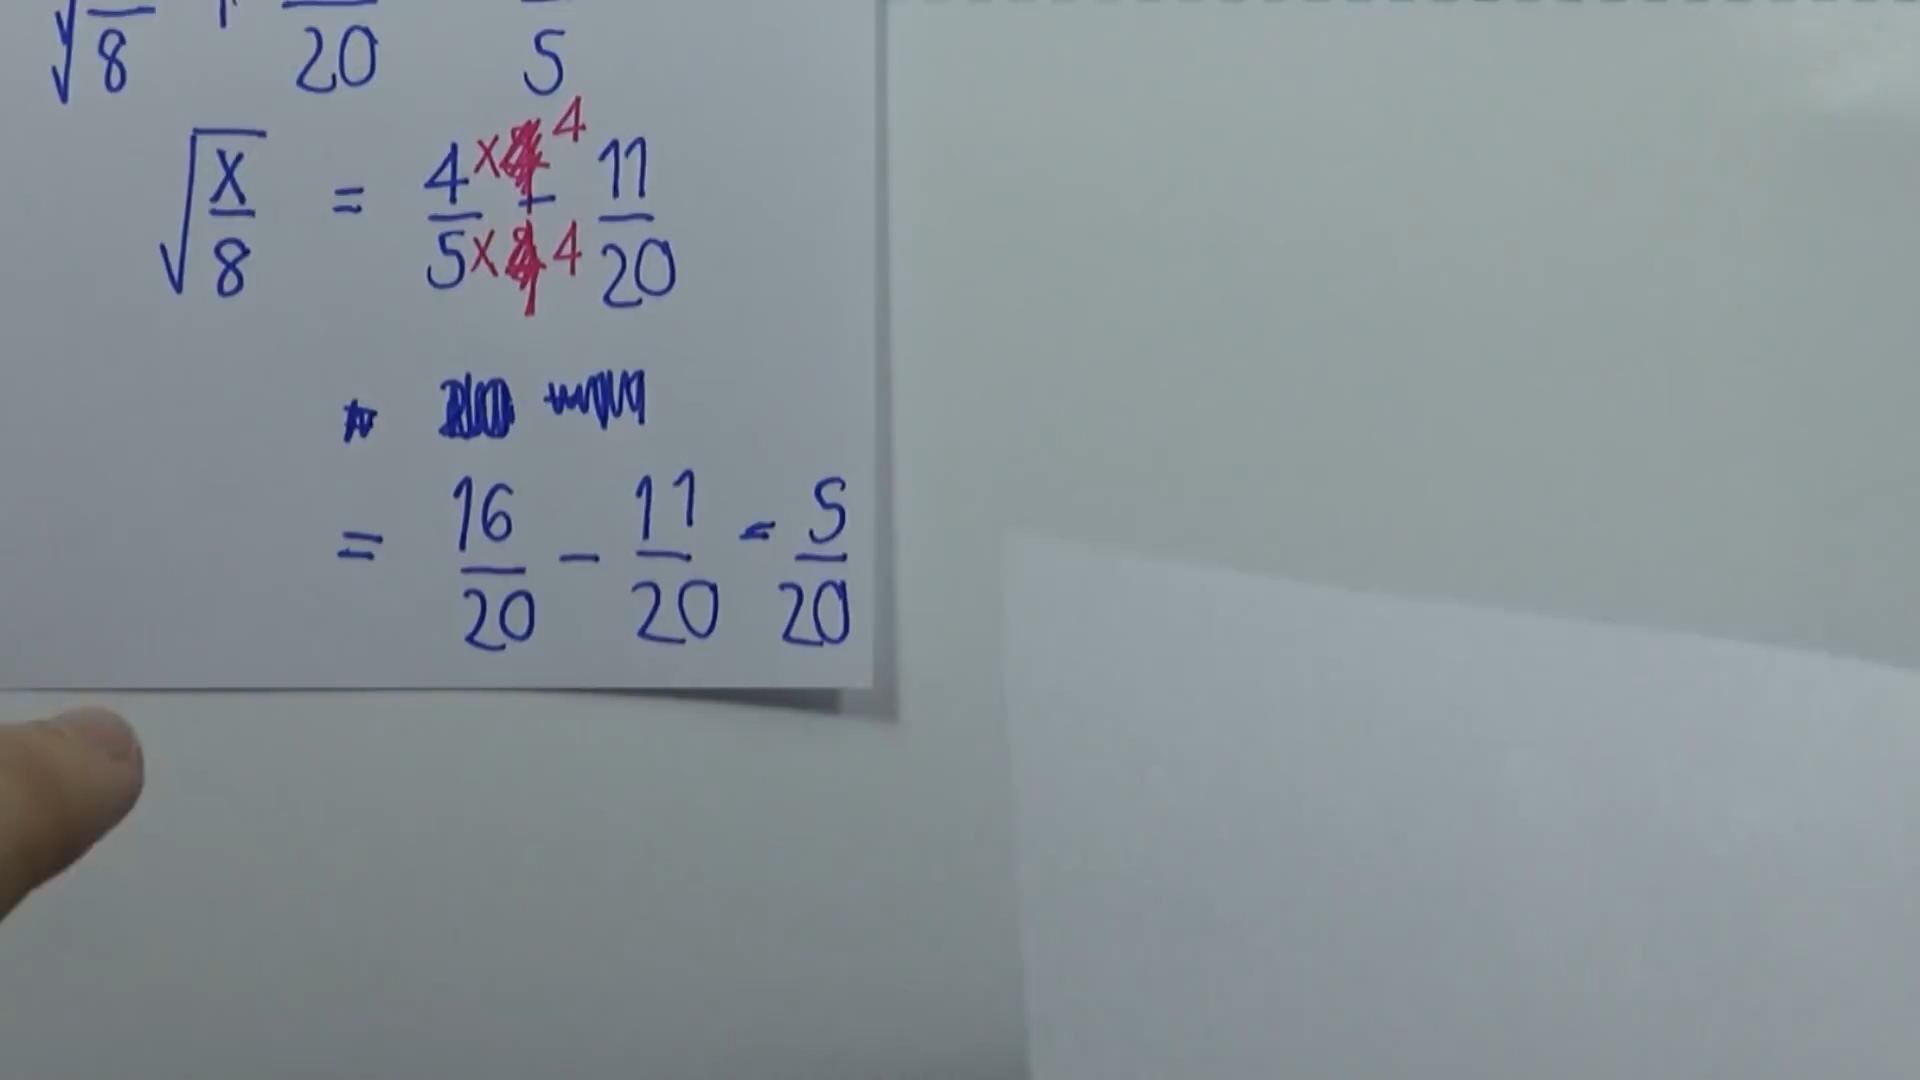 √8 + 20 5
√(x/8) = 4/5 ×4 ×4 - 11/20
= 16/20 - 11/20 = 5/20